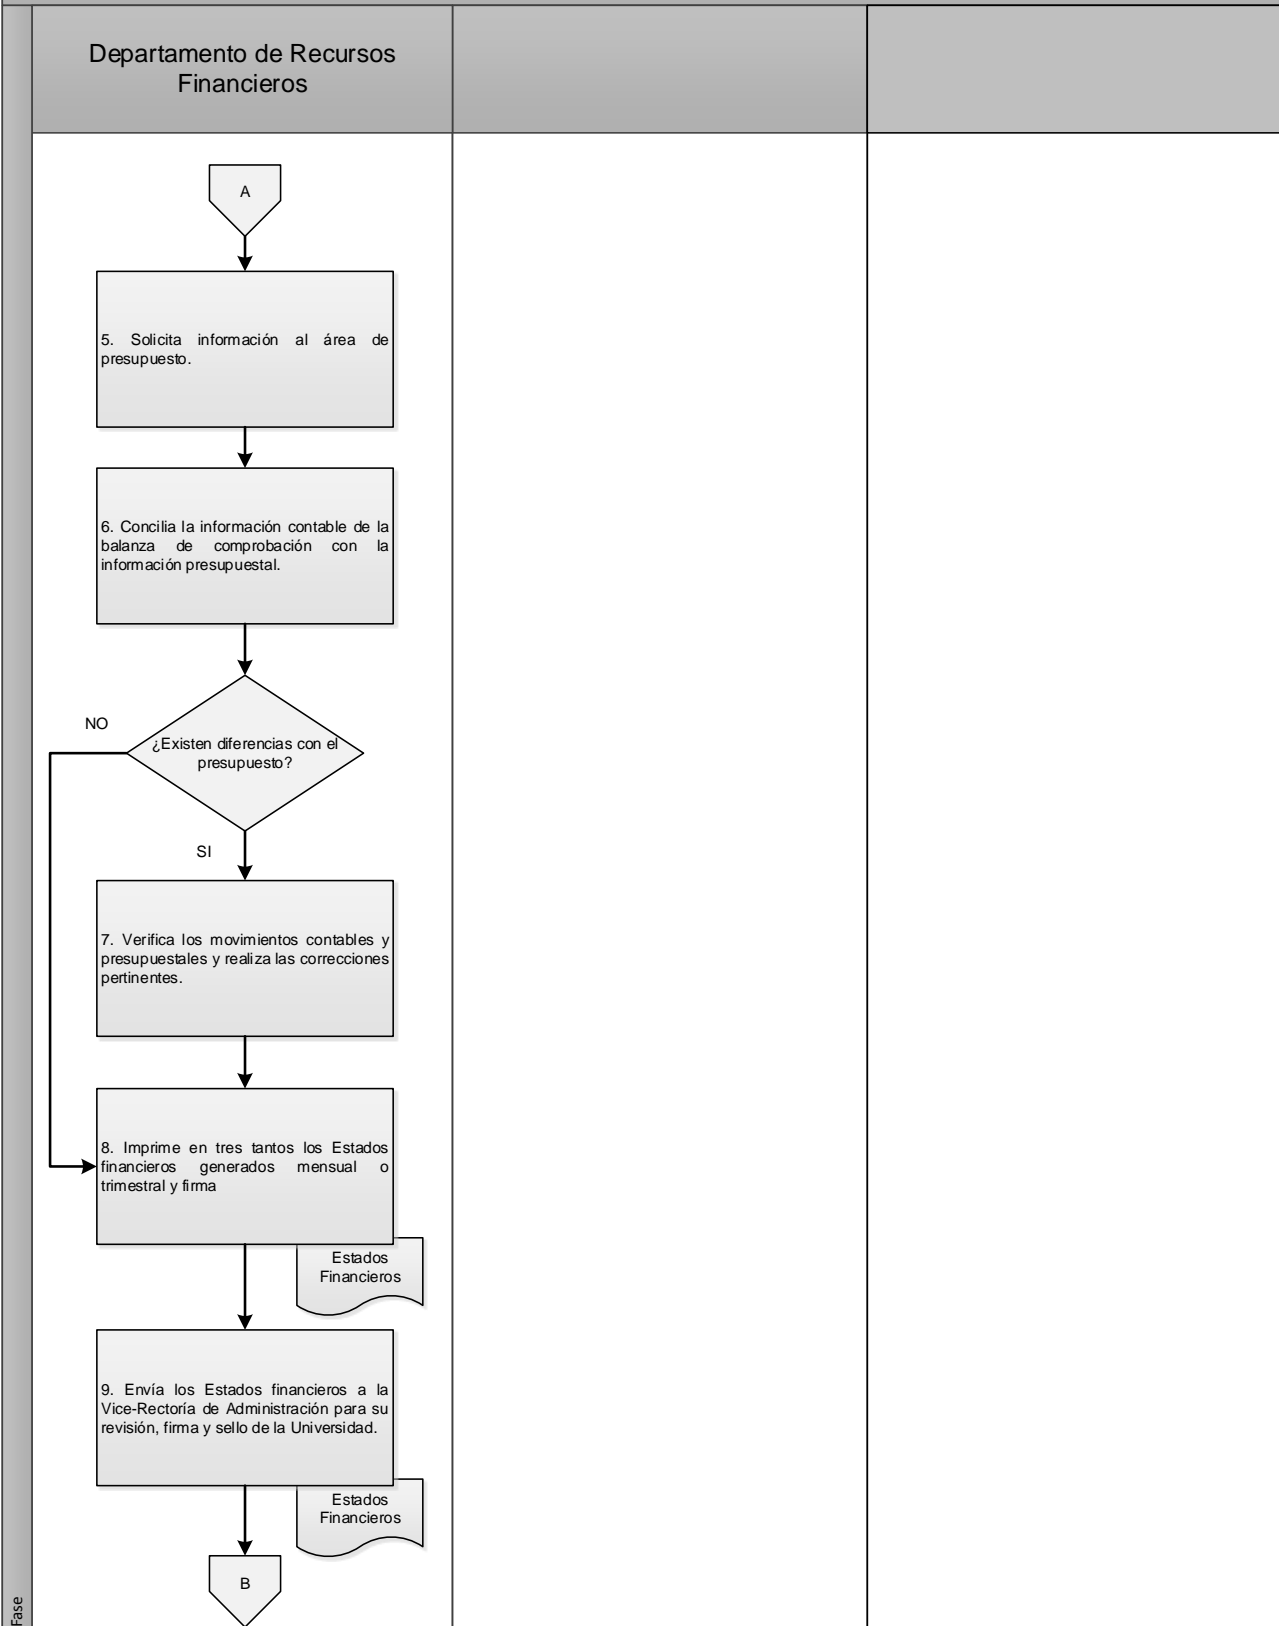 Departamento de Recursos
Financieros
A
5. Solicita información al área de
presupuesto.
6. Concilia la información contable de la
balanza de comprobación con la
información presupuestal.
NO
¿Existen diferencias con el
presupuesto?
SI
7. Verifica los movimientos contables y
presupuestales y realiza las correcciones
pertinentes.
8. Imprime en tres tantos los Estados
financieros generados mensual o
trimestral y firma
Estados
Financieros
9. Envía los Estados financieros a la
Vice-Rectoría de Administración para su
revisión, firma y sello de la Universidad.
Estados
Financieros
B
Fase